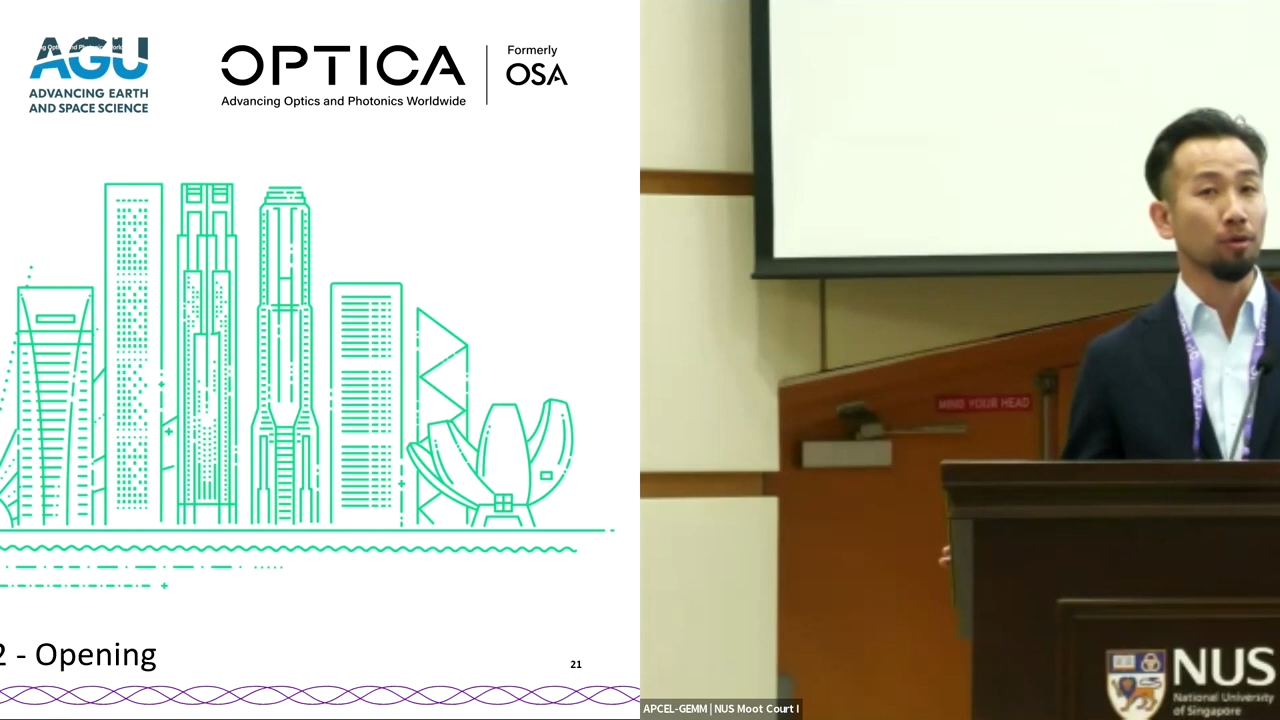 AGU
ADVANCING EARTH
AND SPACE SCIENCE
OPTICA
Advancing Optics and Photonics Worldwide
Formerly
OSA
2 - Opening
21
MIND YOUR HEAD
NUS
National University
of Singapore
APCEL-GEMM | NUS Moot Court I